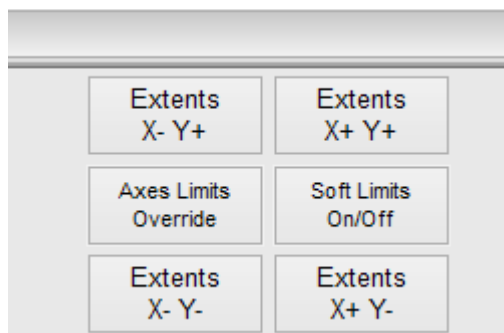 Extents
X- Y+
Extents
X+ Y+
Axes Limits
Override
Soft Limits
On/Off
Extents
X- Y-
Extents
X+ Y-